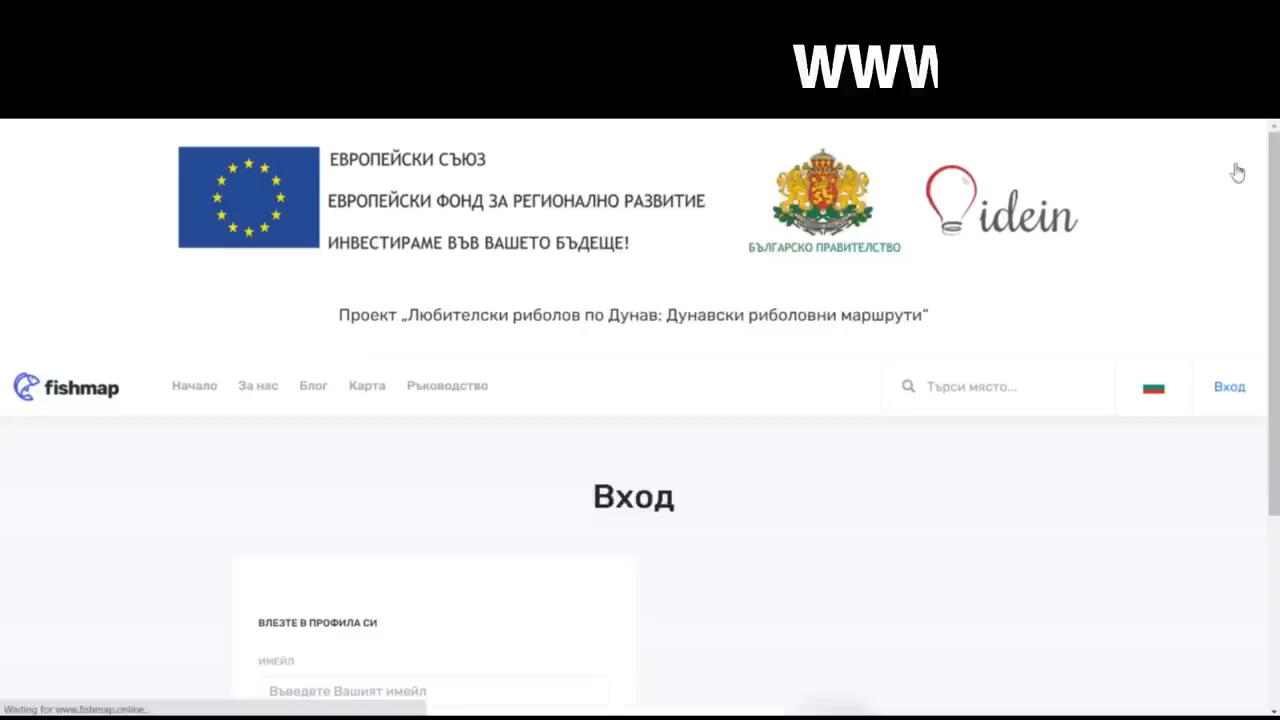 WWW
ЕВРОПЕЙСКИ СЪЮЗ
ЕВРОПЕЙСКИ ФОНД ЗА РЕГИОНАЛНО РАЗВИТИЕ
ИНВЕСТИРАМЕ ВЪВ ВАШЕТО БЪДЕЩЕ!
БЪЛГАРСКО ПРАВИТЕЛСТВО
idein
Проект „Любителски риболов по Дунав: Дунавски риболовни маршрути“
fishmap Начало За нас Блог Карта Ръководство Търси място... Вход
Вход
ВЛЕЗТЕ В ПРОФИЛА СИ
ИМЕЙЛ
Въведете Вашият имейл
Waiting for www.fishmap.online...